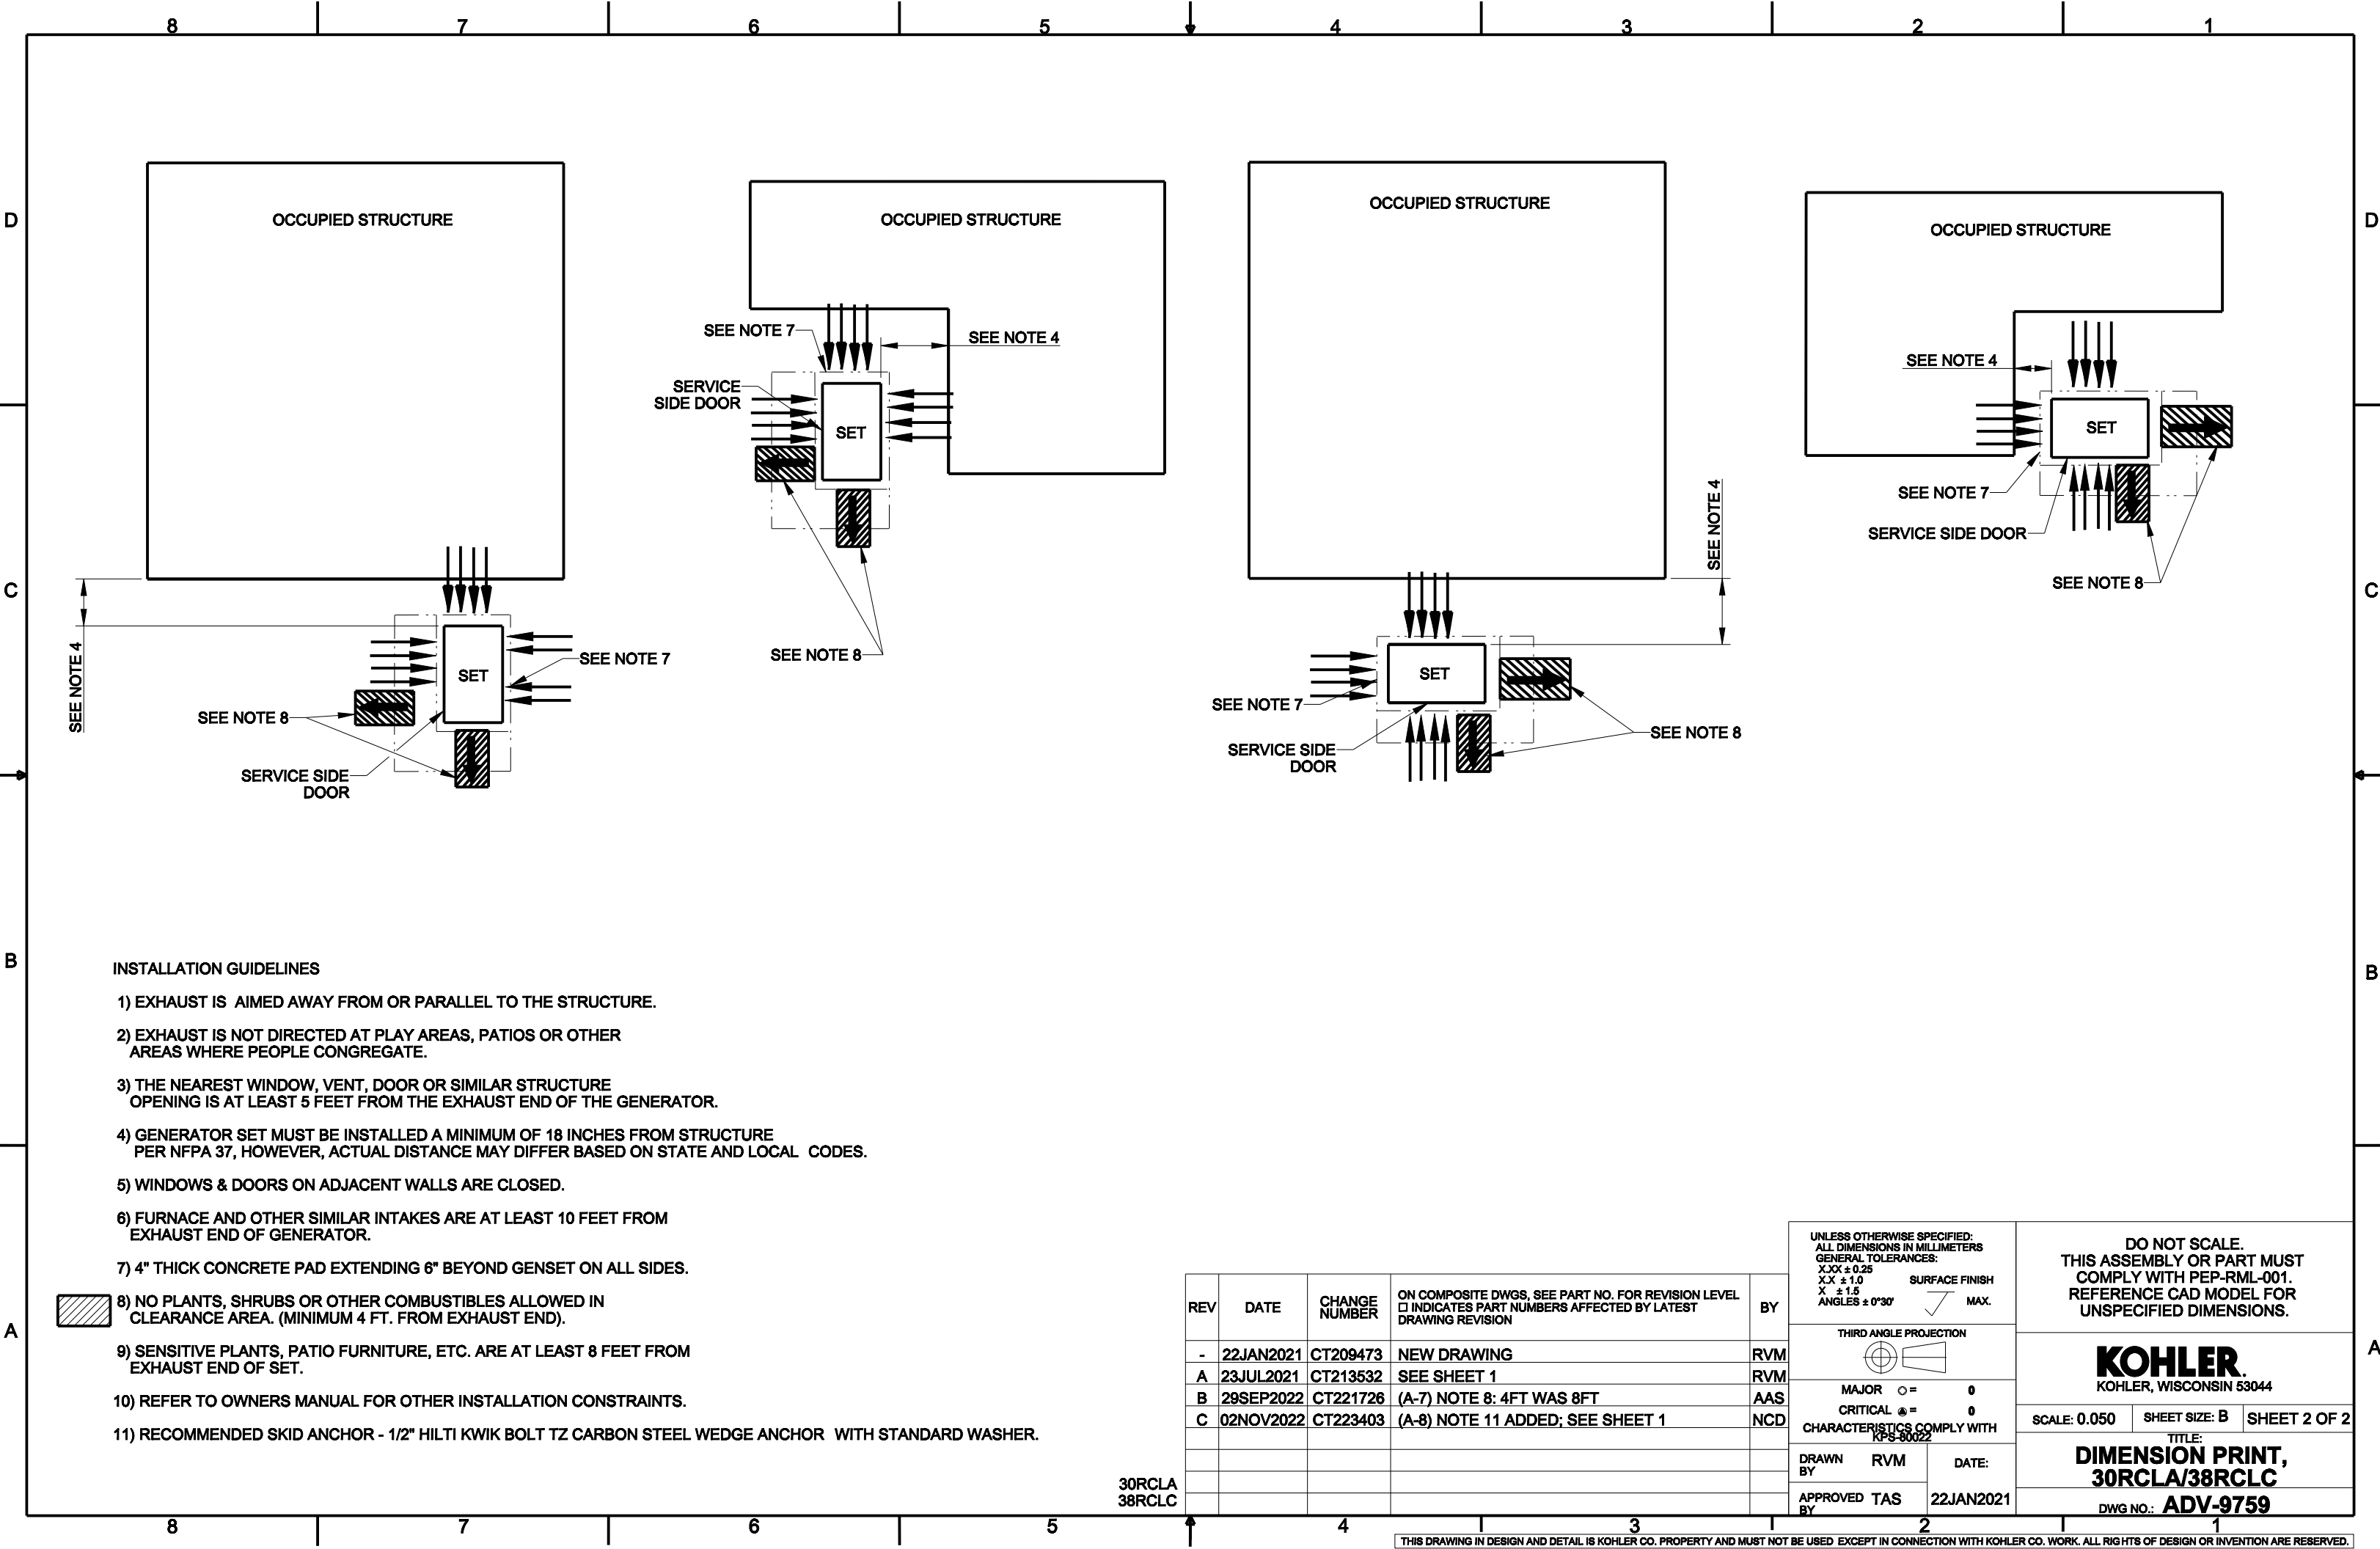 8 7 6 5 4 3 2 1
D D
OCCUPIED STRUCTURE
SEE NOTE 4
SET
SEE NOTE 7
SEE NOTE 8
SERVICE SIDE
DOOR
OCCUPIED STRUCTURE
SEE NOTE 7
SEE NOTE 4
SERVICE
SIDE DOOR
SET
SEE NOTE 8
OCCUPIED STRUCTURE
SEE NOTE 4
SET
SEE NOTE 7
SERVICE SIDE
DOOR
SEE NOTE 8
OCCUPIED STRUCTURE
SEE NOTE 4
SET
SEE NOTE 7
SERVICE SIDE DOOR
SEE NOTE 8
C C
B B
INSTALLATION GUIDELINES
1) EXHAUST IS AIMED AWAY FROM OR PARALLEL TO THE STRUCTURE.
2) EXHAUST IS NOT DIRECTED AT PLAY AREAS, PATIOS OR OTHER
AREAS WHERE PEOPLE CONGREGATE.
3) THE NEAREST WINDOW, VENT, DOOR OR SIMILAR STRUCTURE
OPENING IS AT LEAST 5 FEET FROM THE EXHAUST END OF THE GENERATOR.
4) GENERATOR SET MUST BE INSTALLED A MINIMUM OF 18 INCHES FROM STRUCTURE
PER NFPA 37, HOWEVER, ACTUAL DISTANCE MAY DIFFER BASED ON STATE AND LOCAL CODES.
5) WINDOWS & DOORS ON ADJACENT WALLS ARE CLOSED.
6) FURNACE AND OTHER SIMILAR INTAKES ARE AT LEAST 10 FEET FROM
EXHAUST END OF GENERATOR.
7) 4" THICK CONCRETE PAD EXTENDING 6" BEYOND GENSET ON ALL SIDES.
8) NO PLANTS, SHRUBS OR OTHER COMBUSTIBLES ALLOWED IN
CLEARANCE AREA. (MINIMUM 4 FT. FROM EXHAUST END).
9) SENSITIVE PLANTS, PATIO FURNITURE, ETC. ARE AT LEAST 8 FEET FROM
EXHAUST END OF SET.
10) REFER TO OWNERS MANUAL FOR OTHER INSTALLATION CONSTRAINTS.
11) RECOMMENDED SKID ANCHOR - 1/2" HILTI KWIK BOLT TZ CARBON STEEL WEDGE ANCHOR WITH STANDARD WASHER.
A A
30RCLA
38RCLC
REV DATE CHANGE NUMBER ON COMPOSITE DWGS, SEE PART NO. FOR REVISION LEVEL
☐ INDICATES PART NUMBERS AFFECTED BY LATEST
DRAWING REVISION BY
- 22JAN2021 CT209473 NEW DRAWING RVM
A 23JUL2021 CT213532 SEE SHEET 1 RVM
B 29SEP2022 CT221726 (A-7) NOTE 8: 4FT WAS 8FT AAS
C 02NOV2022 CT223403 (A-8) NOTE 11 ADDED; SEE SHEET 1 NCD
UNLESS OTHERWISE SPECIFIED:
ALL DIMENSIONS IN MILLIMETERS
GENERAL TOLERANCES:
X.XX ± 0.25
X.X ± 1.0 SURFACE FINISH
X ± 1.5
ANGLES ± 0°30' MAX.
THIRD ANGLE PROJECTION
MAJOR = 0
CRITICAL = 0
CHARACTERISTICS COMPLY WITH
KPS-80022
DRAWN BY RVM DATE:
APPROVED BY TAS 22JAN2021
DO NOT SCALE.
THIS ASSEMBLY OR PART MUST
COMPLY WITH PEP-RML-001.
REFERENCE CAD MODEL FOR
UNSPECIFIED DIMENSIONS.
KOHLER.
KOHLER, WISCONSIN 53044
SCALE: 0.050 SHEET SIZE: B SHEET 2 OF 2
TITLE:
DIMENSION PRINT,
30RCLA/38RCLC
DWG NO.: ADV-9759
8 7 6 5 4 3 2 1
THIS DRAWING IN DESIGN AND DETAIL IS KOHLER CO. PROPERTY AND MUST NOT BE USED EXCEPT IN CONNECTION WITH KOHLER CO. WORK. ALL RIGHTS OF DESIGN OR INVENTION ARE RESERVED.